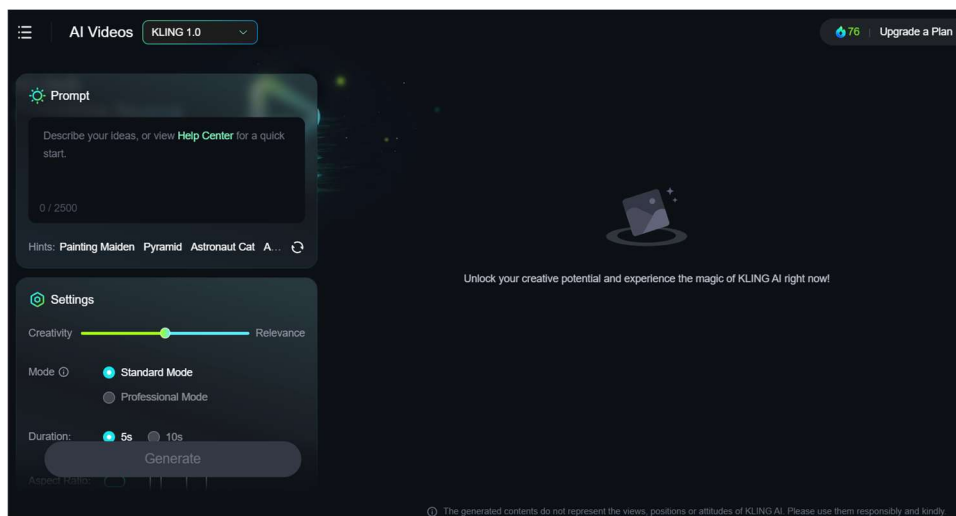 AI Videos KLING 1.0
76 Upgrade a Plan
Prompt
Describe your ideas, or view Help Center for a quick
start.
0 / 2500
Hints: Painting Maiden Pyramid Astronaut Cat A...
Settings
Creativity Relevance
Mode Standard Mode
Professional Mode
Duration: 5s 10s
Generate
Aspect Ratio:
Unlock your creative potential and experience the magic of KLING AI right now!
The generated contents do not represent the views, positions or attitudes of KLING AI. Please use them responsibly and kindly.